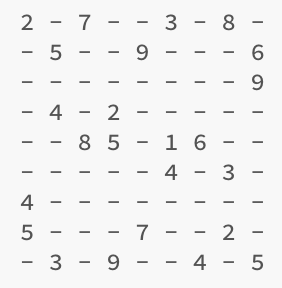 2 – 7 – – 3 – 8 –
– 5 – – 9 – – – 6
– – – – – – – – 9
– 4 – 2 – – – – –
– – 8 5 – 1 6 – –
– – – – – 4 – 3 –
4 – – – – – – – –
5 – – – 7 – – 2 –
– 3 – 9 – – 4 – 5